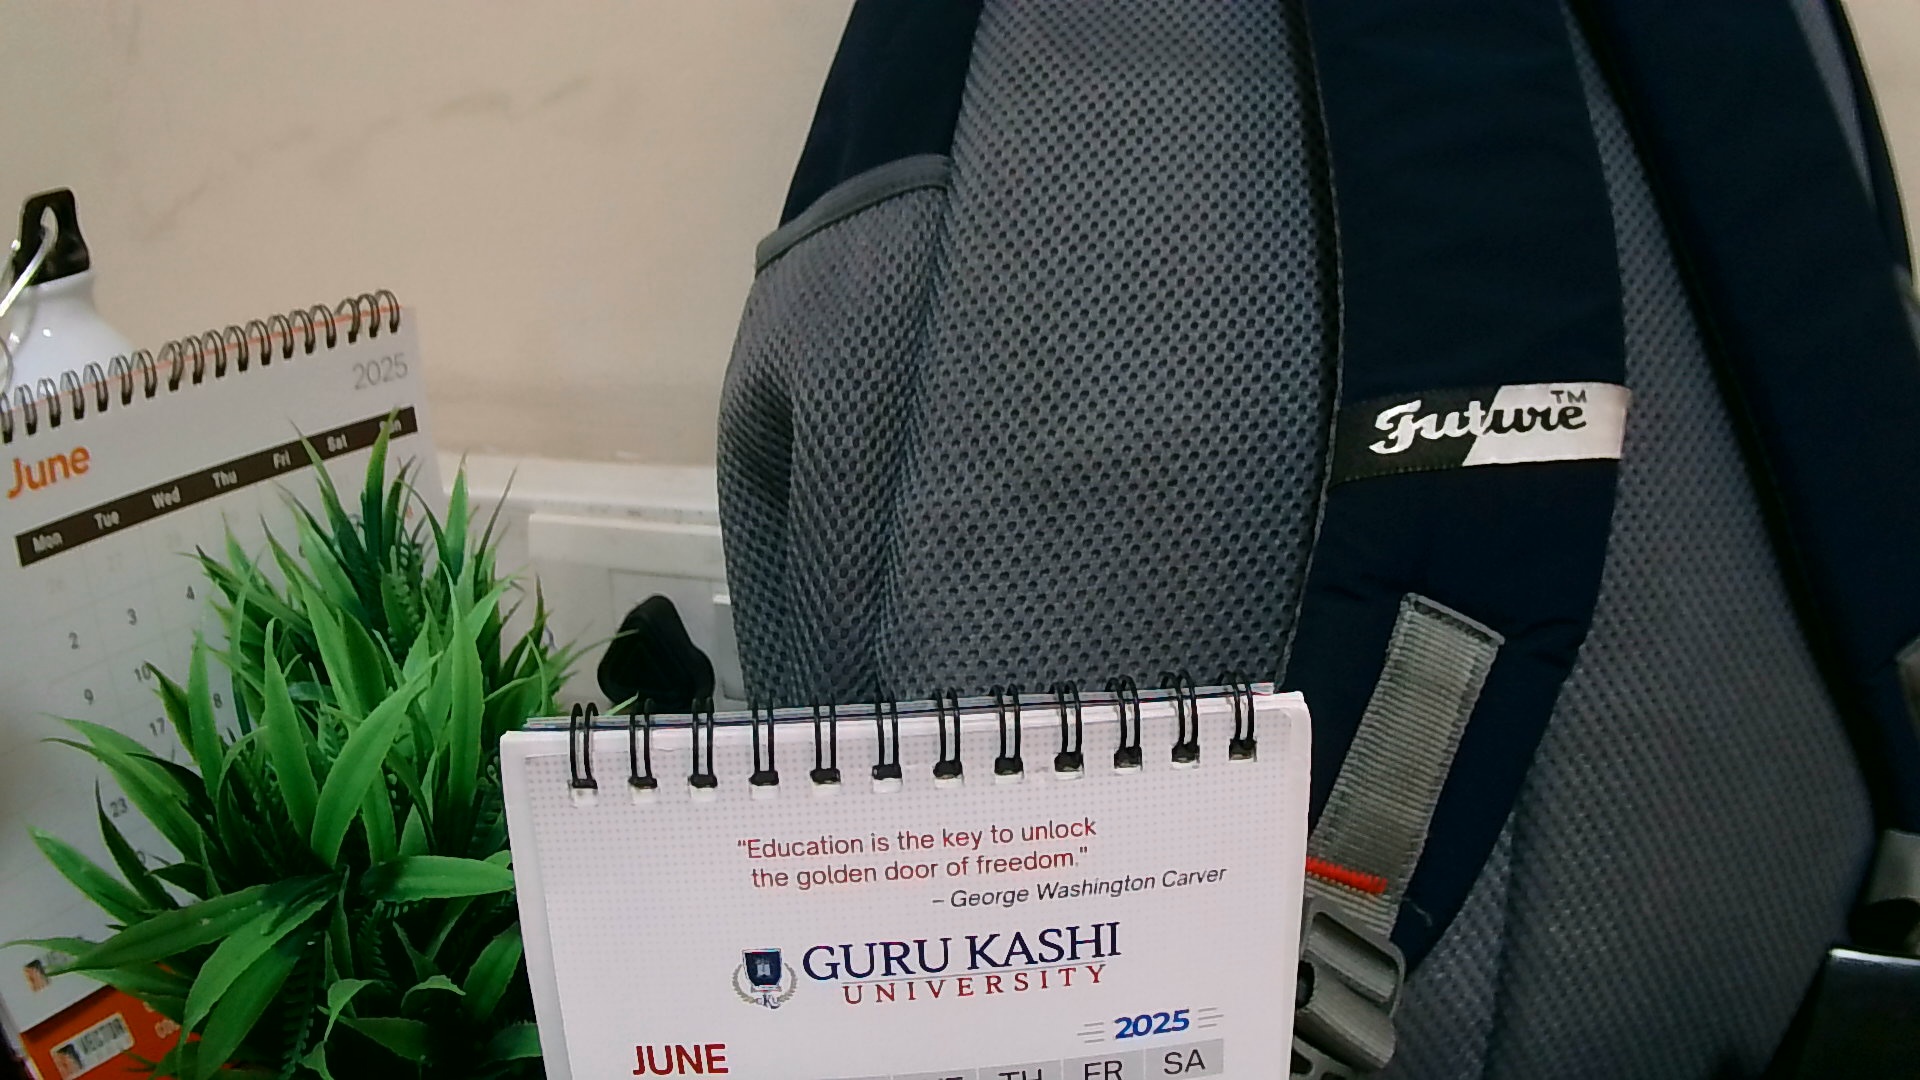 2025
June
Mon Tue Wed Thu Fri Sat
4
2 3
9 10
8
17
23
Future™
"Education is the key to unlock
the golden door of freedom."
– George Washington Carver
GURU KASHI
UNIVERSITY
GKU
2025
JUNE
TH FR SA